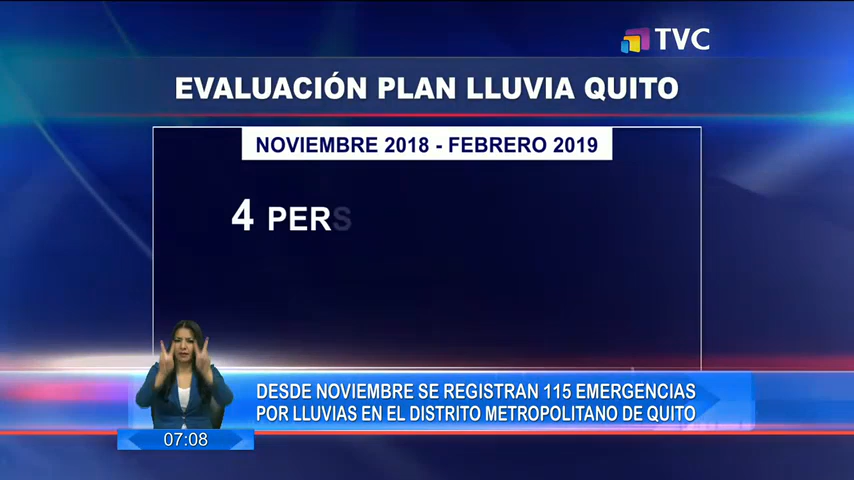 TVC
EVALUACIÓN PLAN LLUVIA QUITO
NOVIEMBRE 2018 - FEBRERO 2019
4 PERS
DESDE NOVIEMBRE SE REGISTRAN 115 EMERGENCIAS
POR LLUVIAS EN EL DISTRITO METROPOLITANO DE QUITO
07:08